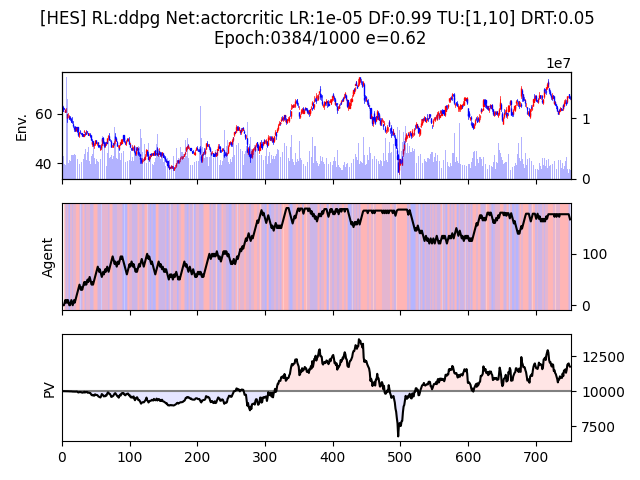 [HES] RL:ddpg Net:actorcritic LR:1e-05 DF:0.99 TU:[1,10] DRT:0.05
Epoch:0384/1000 e=0.62
1e7
Env.
60
40
1
0
Agent
100
0
PV
12500
10000
7500
0 100 200 300 400 500 600 700